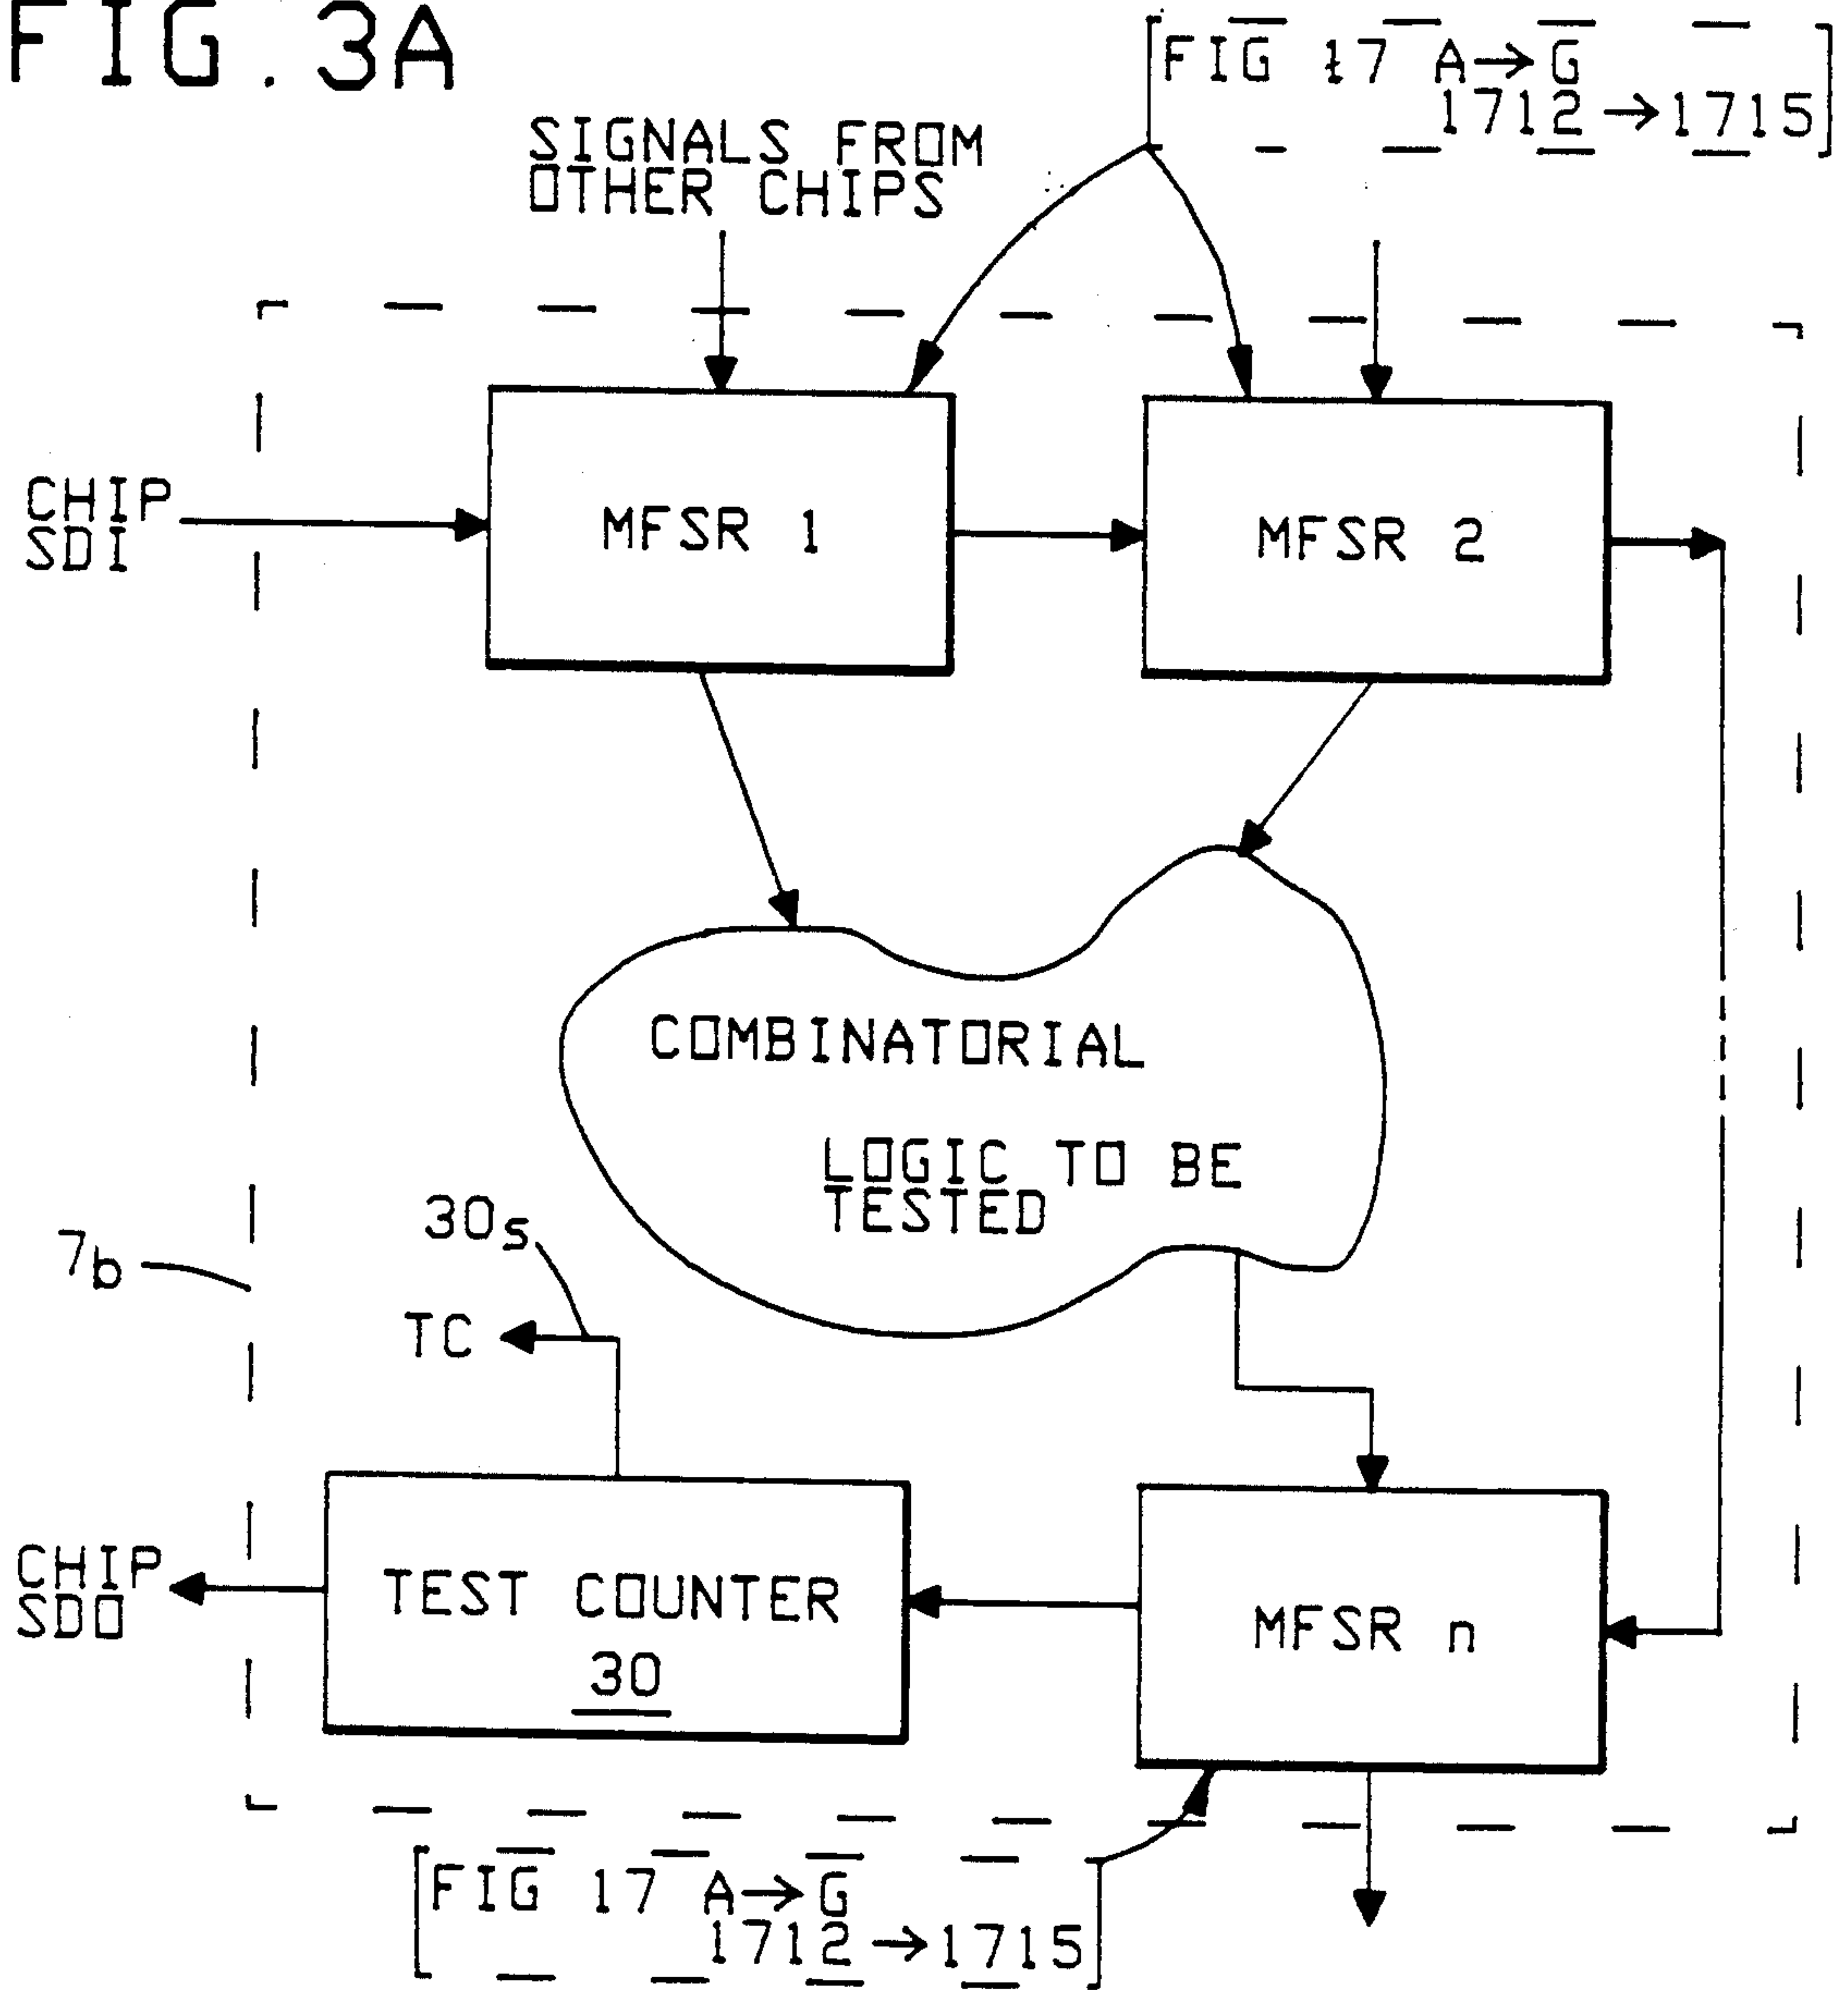 FIG. 3A
FIG 17 A→G
1712→1715
SIGNALS FROM
OTHER CHIPS
CHIP
SDI
MFSR 1
MFSR 2
COMBINATORIAL
LOGIC TO BE
TESTED
30s
7b
TC
CHIP
SDO
TEST COUNTER
30
MFSR n
FIG 17 A→G
1712→1715